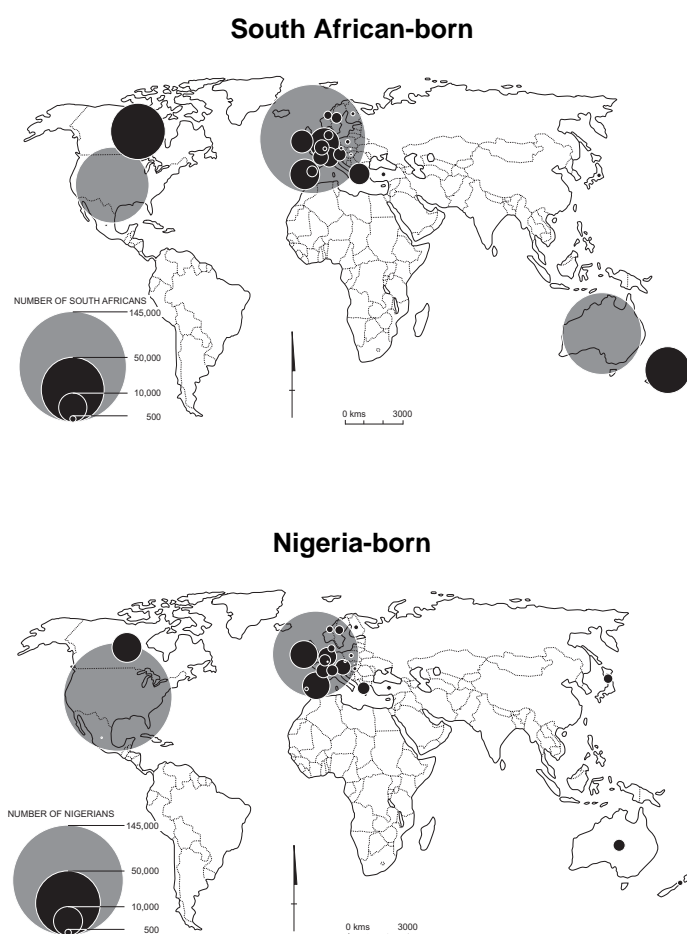 South African-born
NUMBER OF SOUTH AFRICANS
145,000
50,000
10,000
500
0 kms 3000
Nigeria-born
NUMBER OF NIGERIANS
145,000
50,000
10,000
500
0 kms 3000